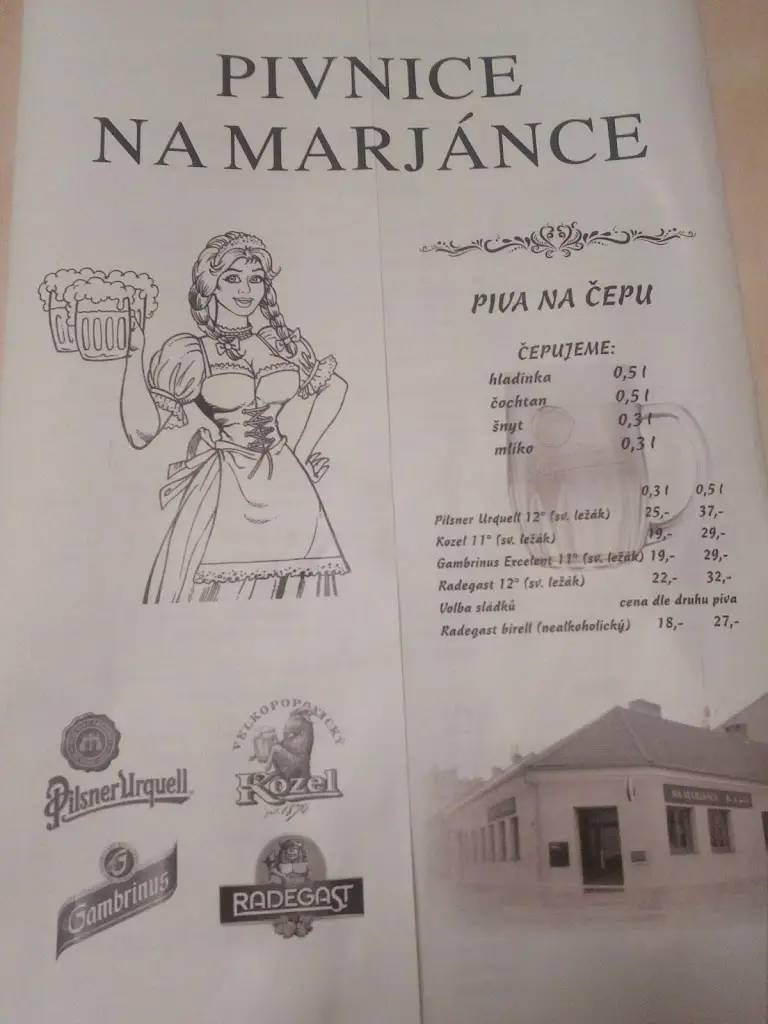 PIVNICE
NA MARJÁNCE
PIVA NA ČEPU
ČEPUJEME:
hladinka 0,5 l
čochtan 0,5 l
šnyt 0,3 l
mlíko 0,3 l
0,3 l 0,5 l
Pilsner Urquell 12° (sv. ležák) 25,- 37,-
Kozel 11° (sv. ležák) 19,- 29,-
Gambrinus Excelent 11° (sv. ležák) 19,- 29,-
Radegast 12° (sv. ležák) 22,- 32,-
Volba sládků cena dle druhu piva
Radegast birell (nealkoholický) 18,- 27,-
Pilsner Urquell
VELKOPOPOVICKÝ
Kozel
1874
G
Gambrinus
RADEGAST
NA MARJÁNCE